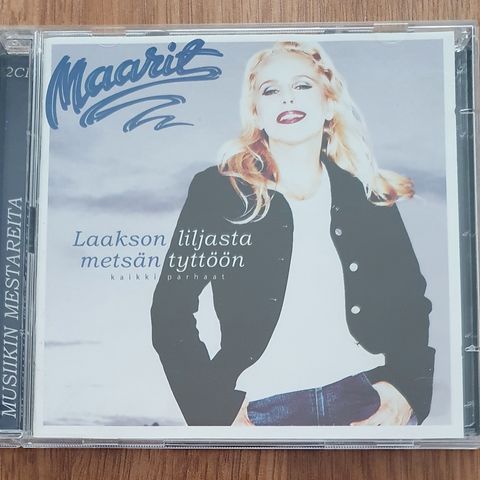 2CD
MUSIIKIN MESTAREITA
Maarit
Laakson liljasta
metsän tyttöön
kaikki parhaat